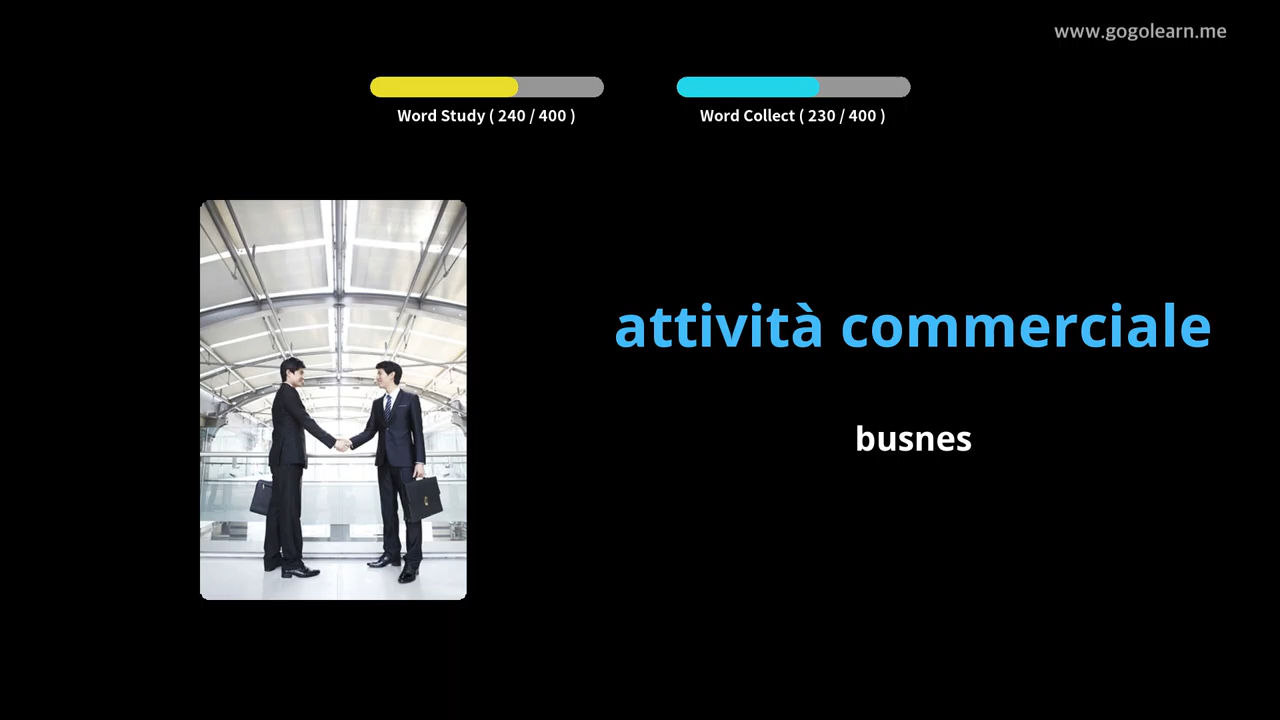 www.gogolearn.me
Word Study ( 240 / 400 )
Word Collect ( 230 / 400 )
attività commerciale
busnes